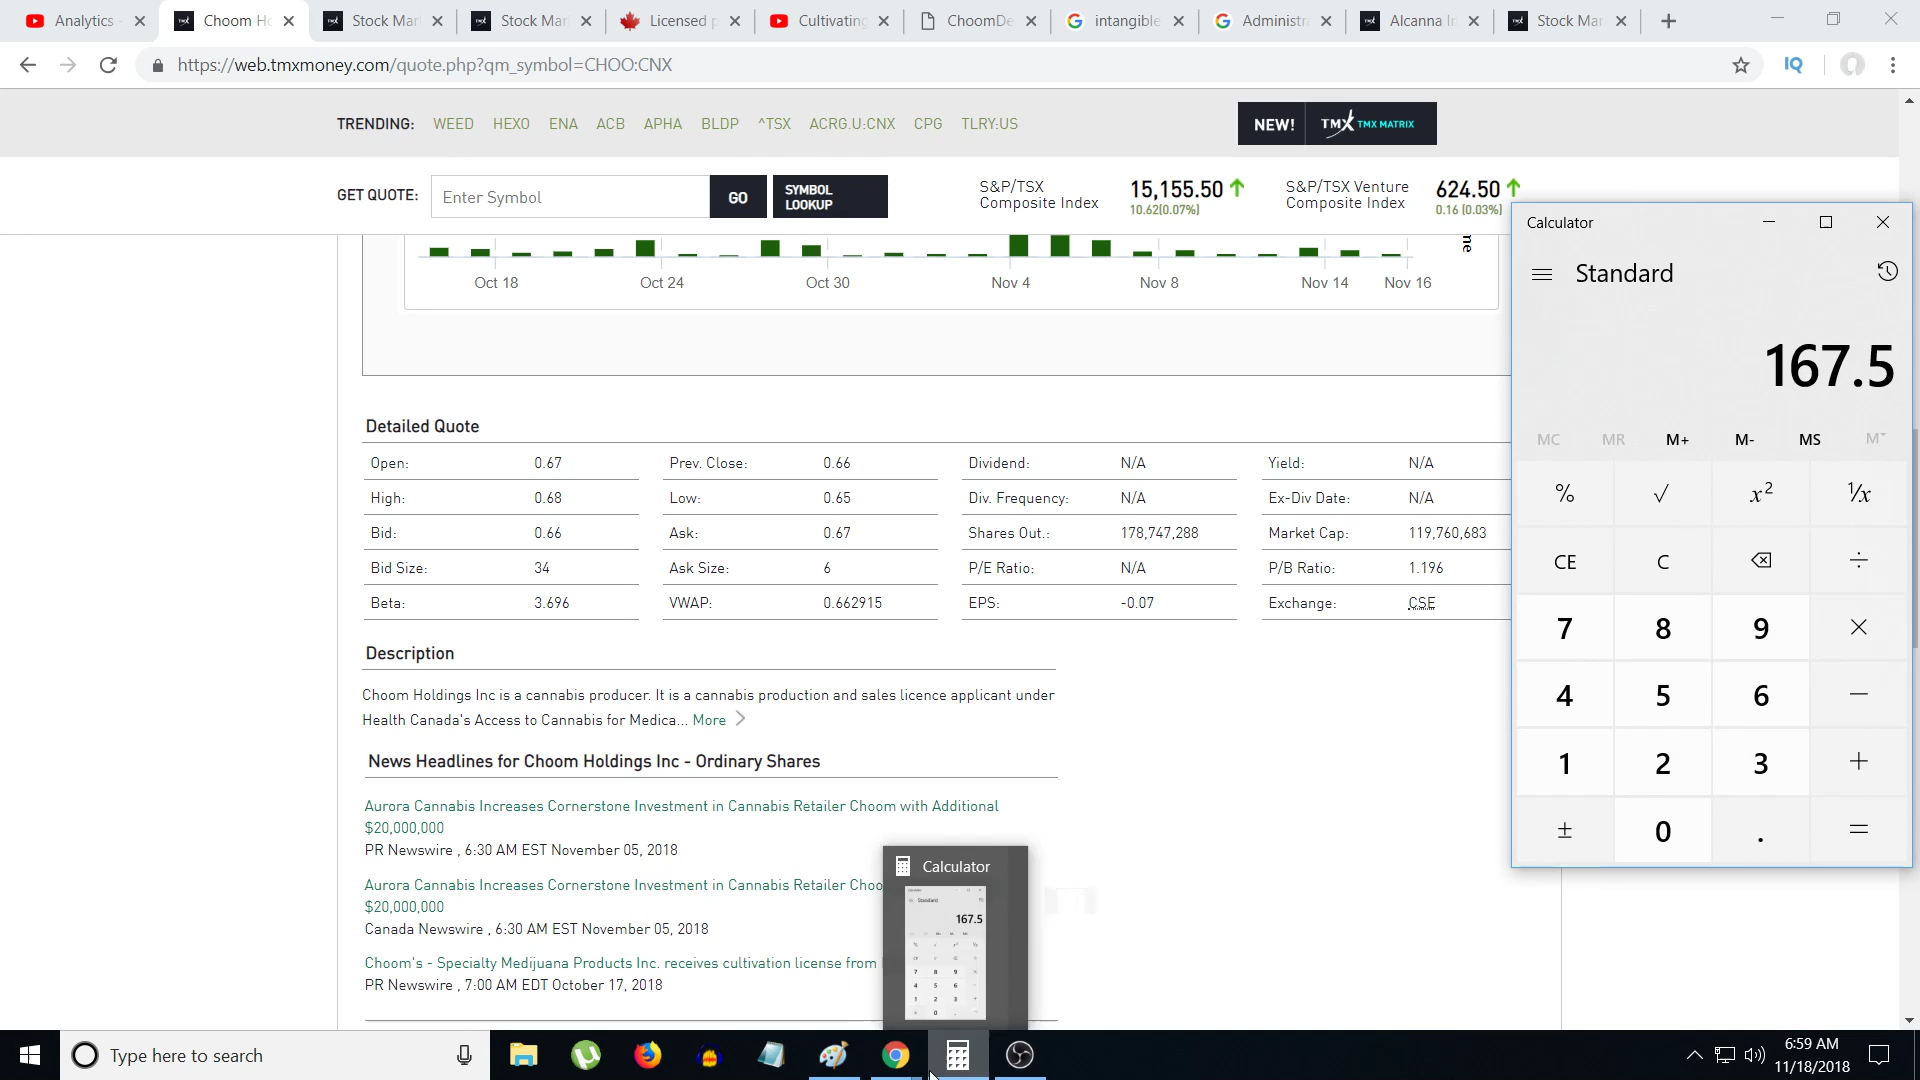 Analytics -
Choom H
Stock Mar
Stock Mar
Licensed p
Cultivating
ChoomDe
intangible
Administra
Alcanna In
Stock Mar
https://web.tmxmoney.com/quote.php?qm_symbol=CHOO:CNX
IQ
TRENDING: WEED HEXO ENA ACB APHA BLDP ^TSX ACRG.U:CNX CPG TLRY:US
NEW! TMX TMX MATRIX
GET QUOTE: Enter Symbol GO SYMBOL LOOKUP
S&P/TSX Composite Index 15,155.50 10.62(0.07%)
S&P/TSX Venture Composite Index 624.50 0.16 (0.03%)
me
Oct 18 Oct 24 Oct 30 Nov 4 Nov 8 Nov 14 Nov 16
Detailed Quote
Open: 0.67 Prev. Close: 0.66 Dividend: N/A Yield: N/A
High: 0.68 Low: 0.65 Div. Frequency: N/A Ex-Div Date: N/A
Bid: 0.66 Ask: 0.67 Shares Out.: 178,747,288 Market Cap: 119,760,683
Bid Size: 34 Ask Size: 6 P/E Ratio: N/A P/B Ratio: 1.196
Beta: 3.696 VWAP: 0.662915 EPS: -0.07 Exchange: CSE
Description
Choom Holdings Inc is a cannabis producer. It is a cannabis production and sales licence applicant under
Health Canada's Access to Cannabis for Medica... More
News Headlines for Choom Holdings Inc - Ordinary Shares
Aurora Cannabis Increases Cornerstone Investment in Cannabis Retailer Choom with Additional
$20,000,000
PR Newswire , 6:30 AM EST November 05, 2018
Aurora Cannabis Increases Cornerstone Investment in Cannabis Retailer Choo
$20,000,000
Canada Newswire , 6:30 AM EST November 05, 2018
Choom's - Specialty Medijuana Products Inc. receives cultivation license from
PR Newswire , 7:00 AM EDT October 17, 2018
Calculator
Standard
167.5
MC MR M+ M- MS M˅
% √ x² ¹/x
CE C ÷
7 8 9 ×
4 5 6 −
1 2 3 +
± 0 . =
Calculator
Standard
167.5
Type here to search
6:59 AM
11/18/2018